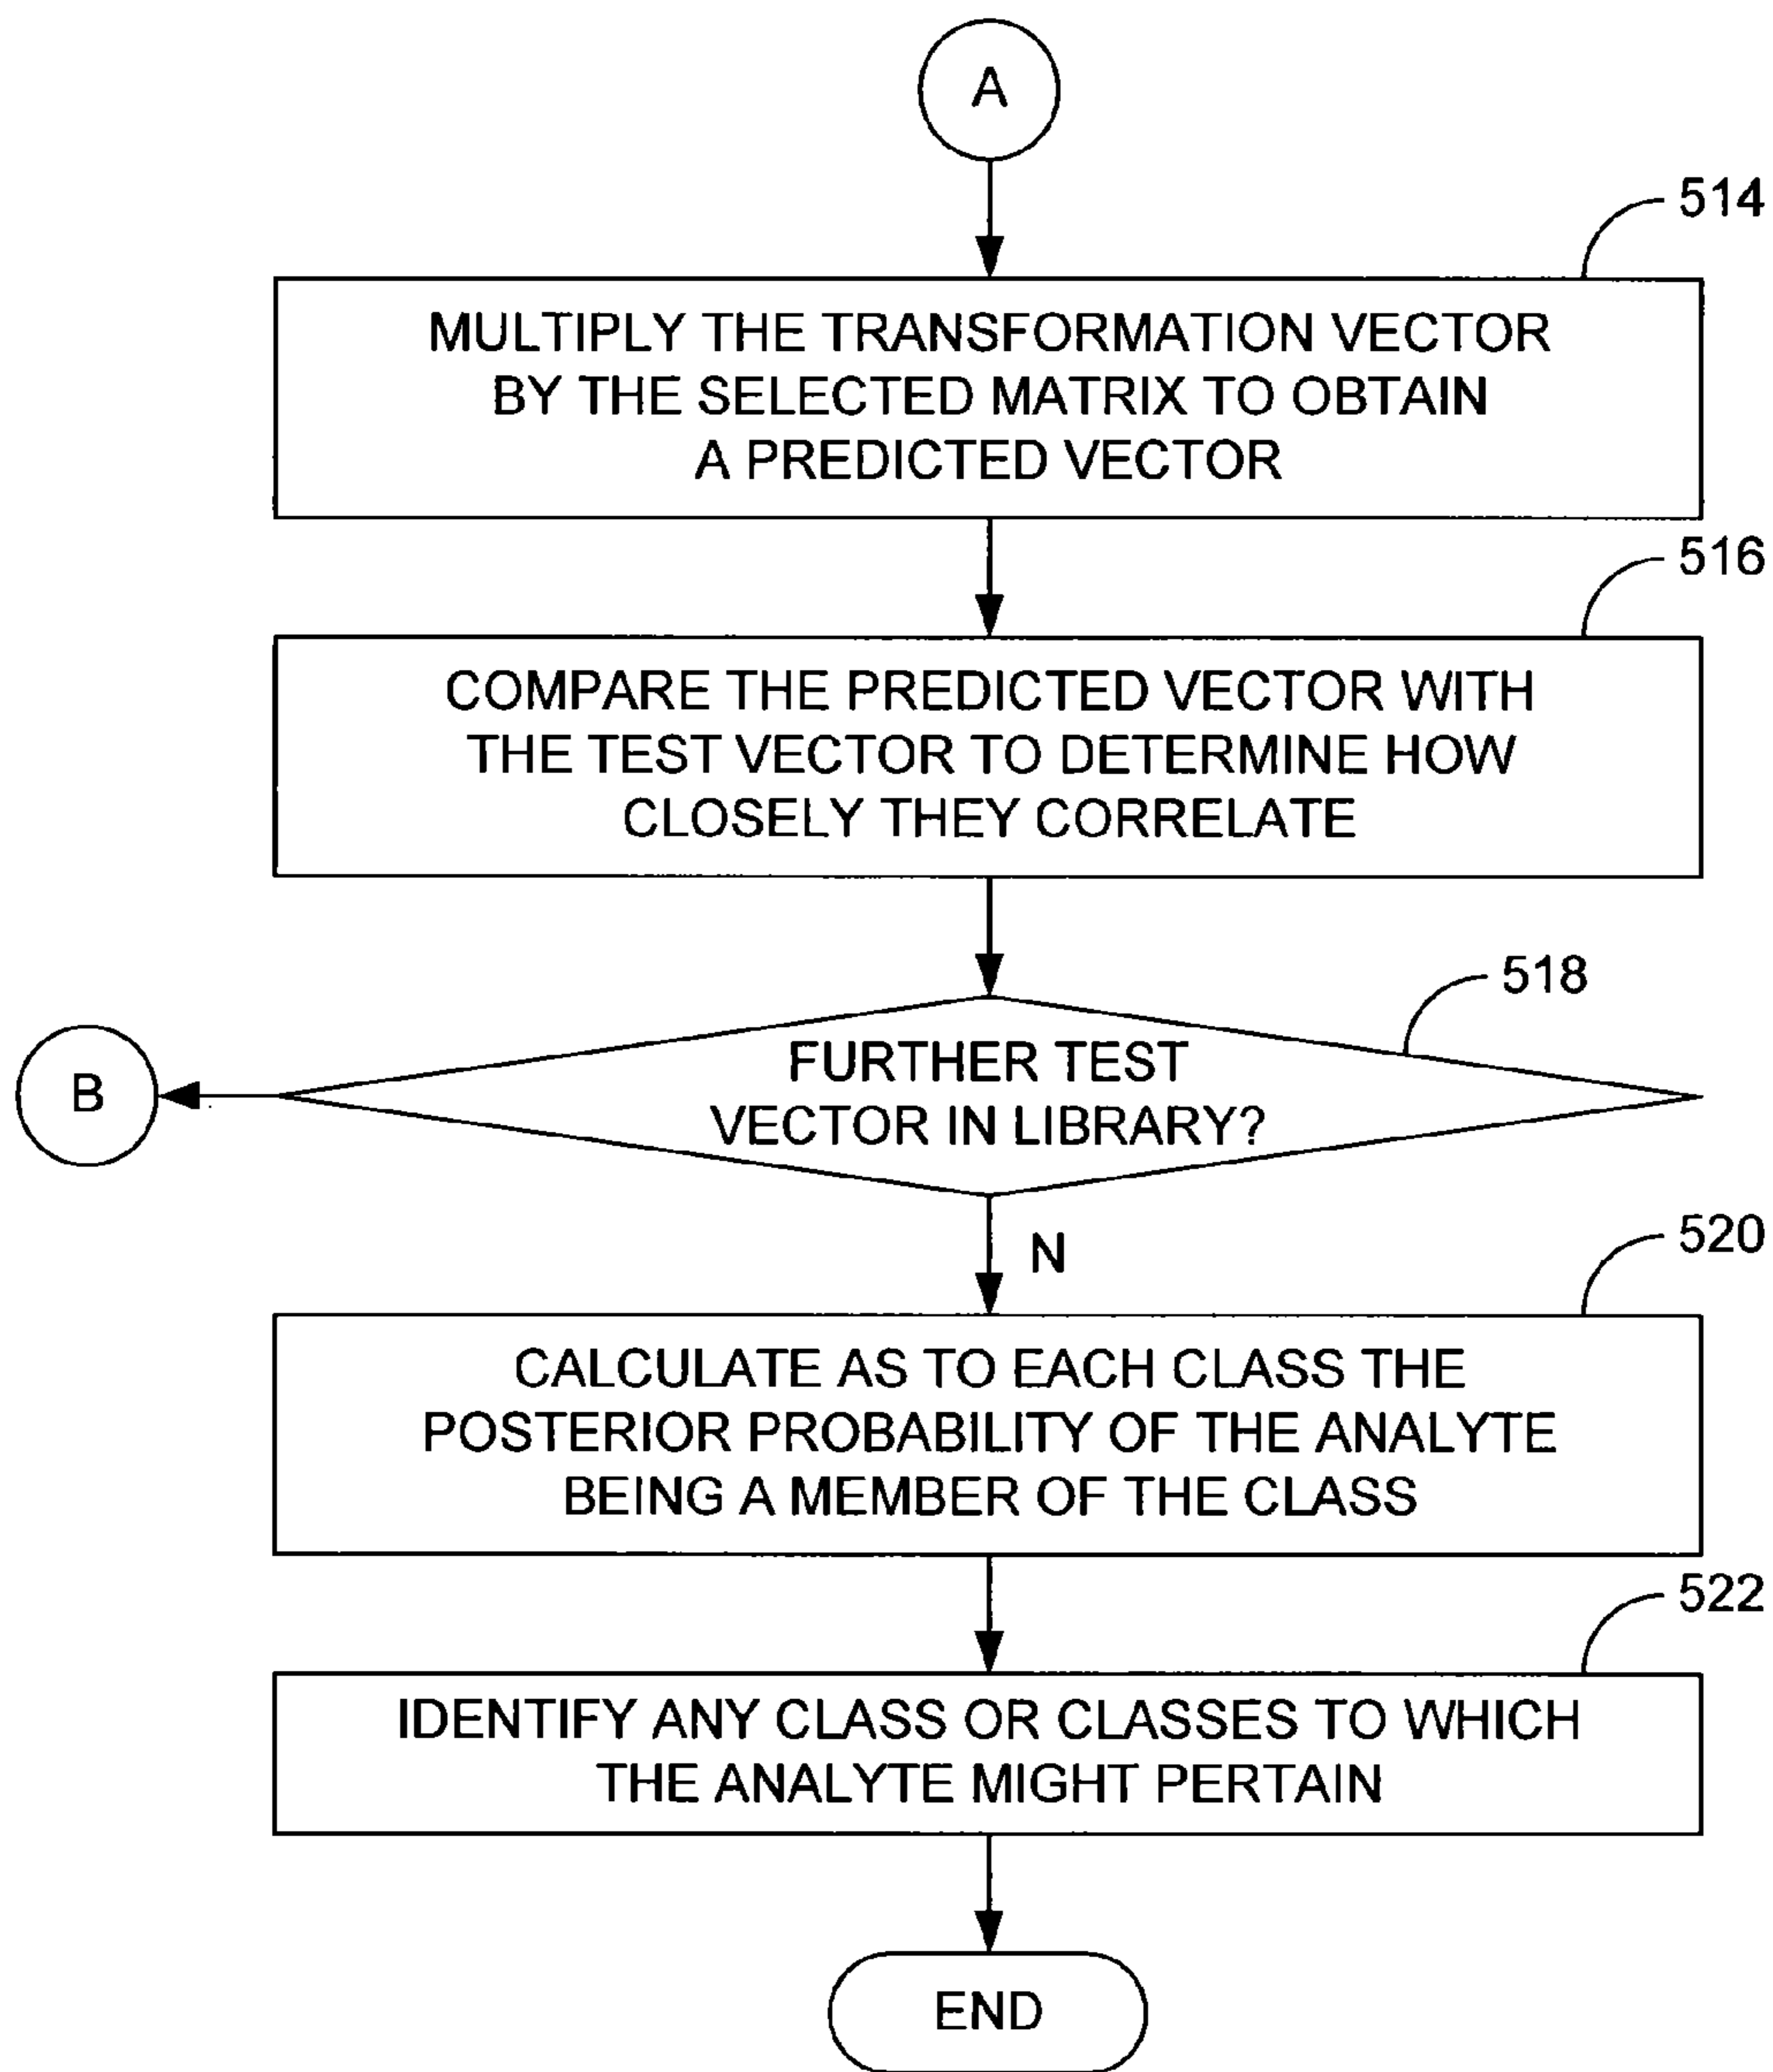 A
514
MULTIPLY THE TRANSFORMATION VECTOR
BY THE SELECTED MATRIX TO OBTAIN
A PREDICTED VECTOR
516
COMPARE THE PREDICTED VECTOR WITH
THE TEST VECTOR TO DETERMINE HOW
CLOSELY THEY CORRELATE
518
FURTHER TEST
VECTOR IN LIBRARY?
B
N
520
CALCULATE AS TO EACH CLASS THE
POSTERIOR PROBABILITY OF THE ANALYTE
BEING A MEMBER OF THE CLASS
522
IDENTIFY ANY CLASS OR CLASSES TO WHICH
THE ANALYTE MIGHT PERTAIN
END